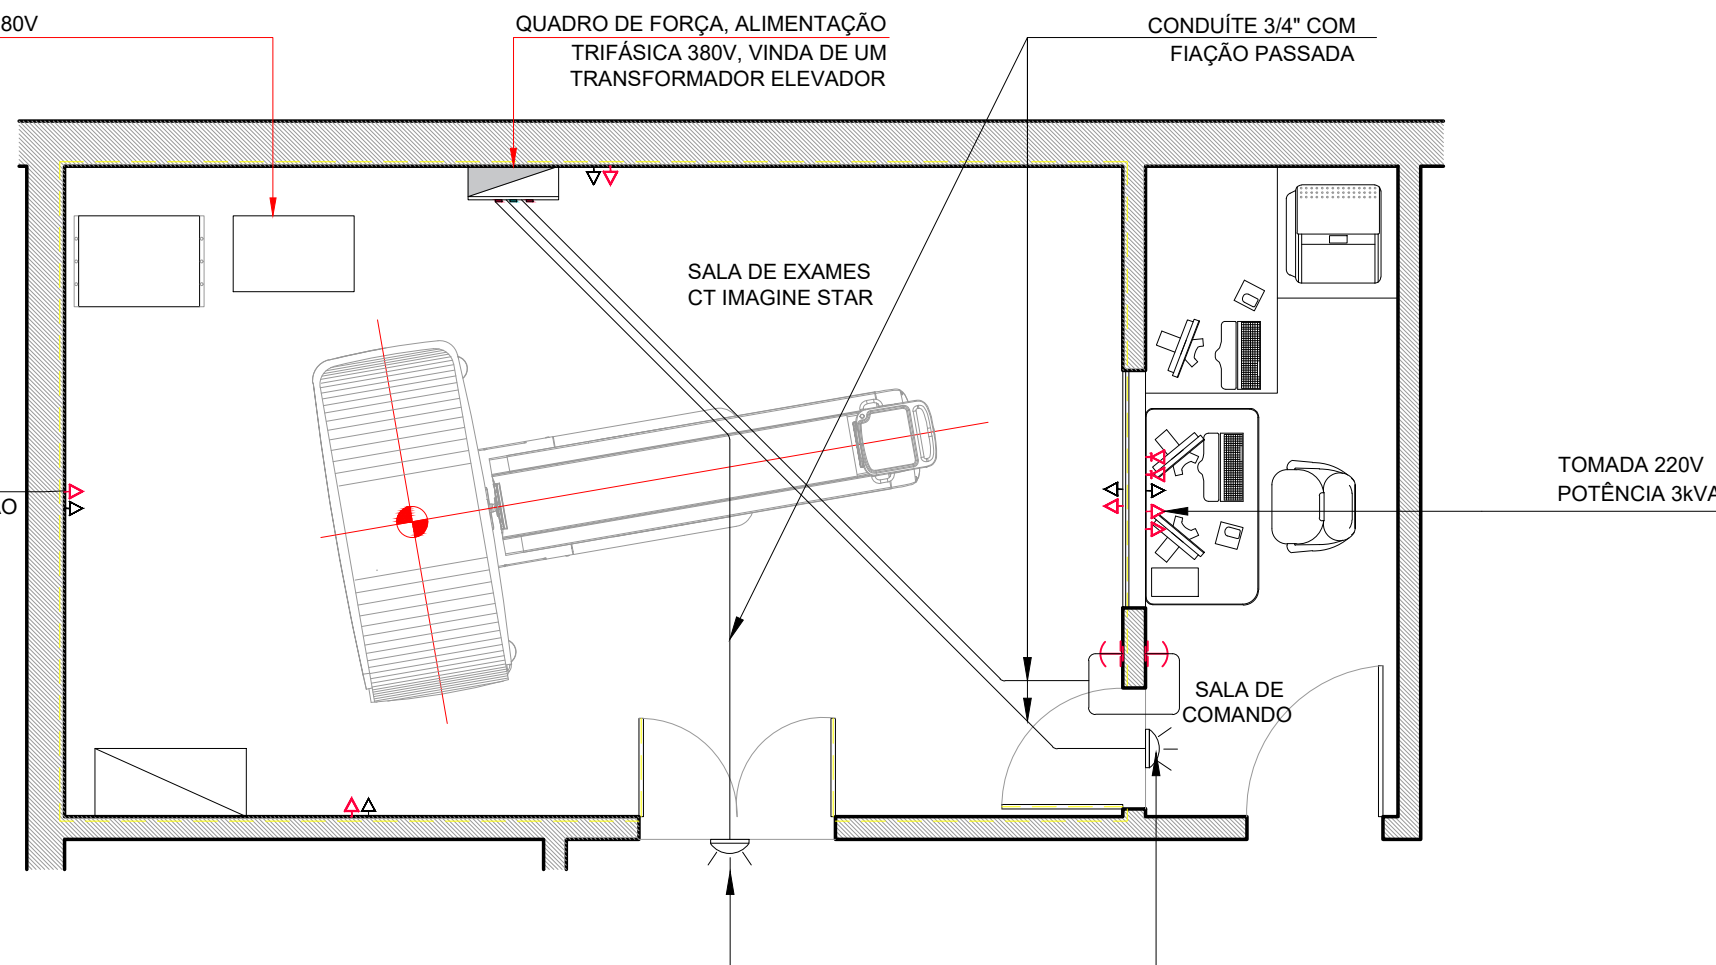 80V
QUADRO DE FORÇA, ALIMENTAÇÃO
TRIFÁSICA 380V, VINDA DE UM
TRANSFORMADOR ELEVADOR
CONDUÍTE 3/4" COM
FIAÇÃO PASSADA
SALA DE EXAMES
CT IMAGINE STAR
TOMADA 220V
POTÊNCIA 3kVA
ÃO
SALA DE
COMANDO